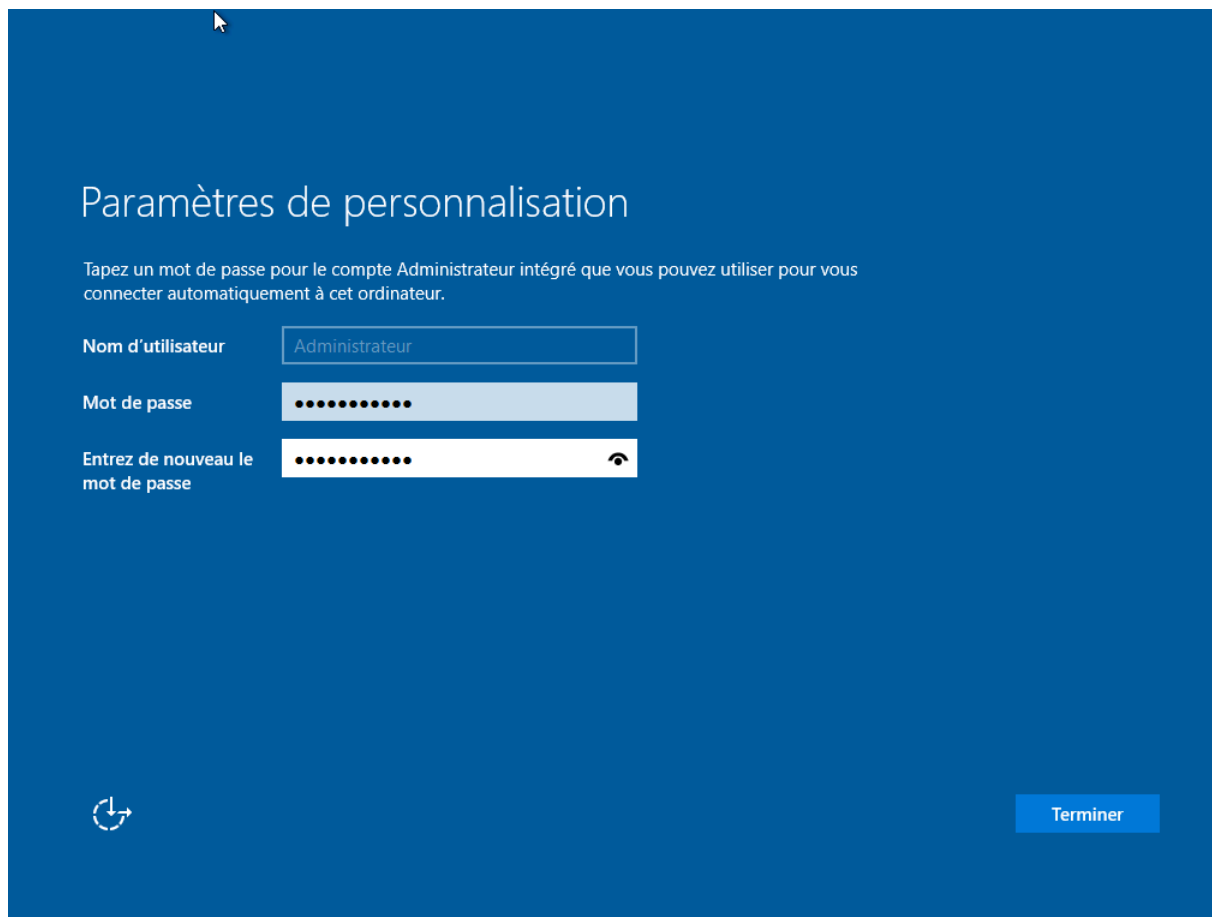 Paramètres de personnalisation
Tapez un mot de passe pour le compte Administrateur intégré que vous pouvez utiliser pour vous
connecter automatiquement à cet ordinateur.
Nom d'utilisateur
Administrateur
Mot de passe
•••••••••••
Entrez de nouveau le
mot de passe
•••••••••••
Terminer